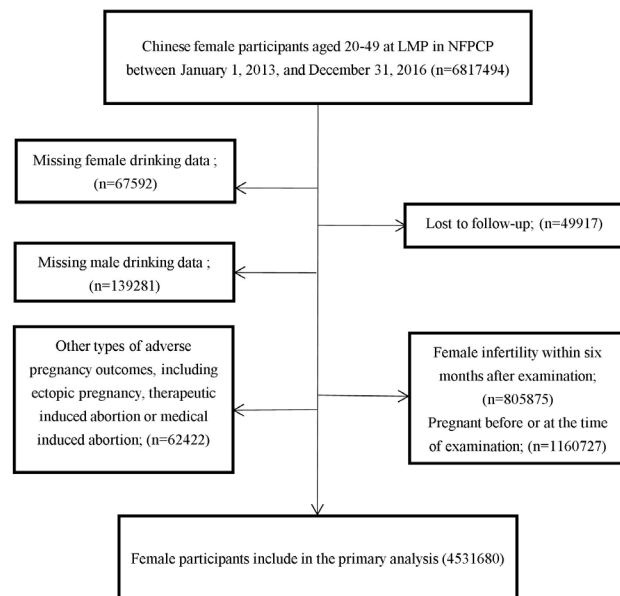 Chinese female participants aged 20-49 at LMP in NFPCP
between January 1, 2013, and December 31, 2016 (n=6817494)
Missing female drinking data ;
(n=67592)
Lost to follow-up; (n=49917)
Missing male drinking data ;
(n=139281)
Other types of adverse
pregnancy outcomes, including
ectopic pregnancy, therapeutic
induced abortion or medical
induced abortion; (n=62422)
Female infertility within six
months after examination;
(n=805875)
Pregnant before or at the time
of examination; (n=1160727)
Female participants include in the primary analysis (4531680)